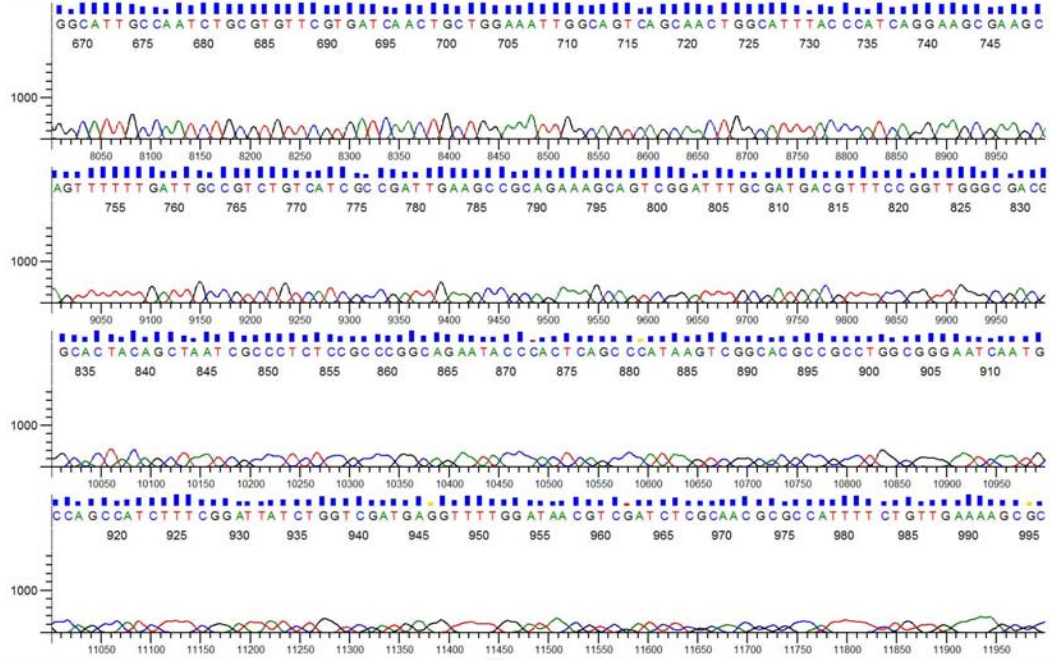 GGCATTGCCAATCTGCGTGTTCGTGATCAACTGCTGGAAATTGGCAGTCAGCAACTGGCATTTACCCATCAGGAAGCGAAGC
670 675 680 685 690 695 700 705 710 715 720 725 730 735 740 745
1000
8050 8100 8150 8200 8250 8300 8350 8400 8450 8500 8550 8600 8650 8700 8750 8800 8850 8900 8950
AGTTTTTTGATTGCCGTCTGTCATCGCCGATTGAAGCCGCAGAAAGCAGTCGGATTTGCGATGACGTTTCCGGTTGGGCGACG
755 760 765 770 775 780 785 790 795 800 805 810 815 820 825 830
1000
9050 9100 9150 9200 9250 9300 9350 9400 9450 9500 9550 9600 9650 9700 9750 9800 9850 9900 9950
GCACTACAGCTAATCGCCCTCTCCGCCCGGCAGAATACCCACTCAGCCCATAAGTCGGCACGCCGCCTGGCGGGAATCAATG
835 840 845 850 855 860 865 870 875 880 885 890 895 900 905 910
1000
10050 10100 10150 10200 10250 10300 10350 10400 10450 10500 10550 10600 10650 10700 10750 10800 10850 10900 10950
CCAGCCATCTTTCGGATTATCTGGTCGATGAGGTTTTGGATAACGTCGATCTCGCAACGCGCCATTTTCTGTTGAAAAGCGC
920 925 930 935 940 945 950 955 960 965 970 975 980 985 990 995
1000
11050 11100 11150 11200 11250 11300 11350 11400 11450 11500 11550 11600 11650 11700 11750 11800 11850 11900 11950